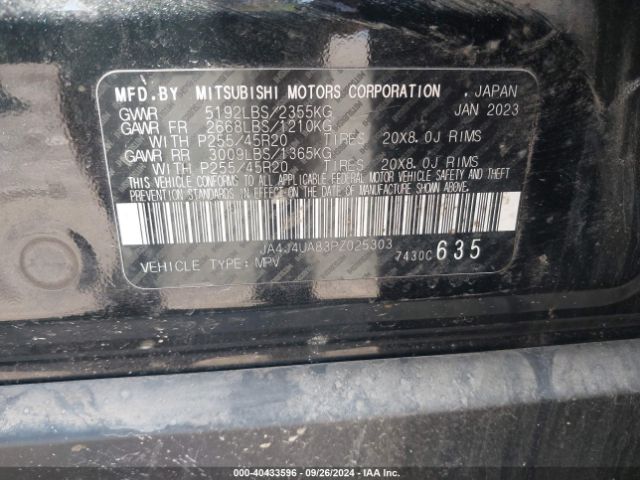 MFD.BY MITSUBISHI MOTORS CORPORATION . JAPAN
GVWR 5192LBS/2355KG JAN 2023
GAWR FR 2668LBS/1210KG
WITH P255/45R20 TIRES 20X8.0J RIMS
GAWR RR 3009LBS/1365KG
WITH P255/45R20 TIRES 20X8.0J RIMS
THIS VEHICLE CONFORMS TO ALL APPLICABLE FEDERAL MOTOR VEHICLE SAFETY AND THEFT
PREVENTION STANDARDS IN EFFECT ON THE DATE OF MANUFACTURE SHOWN ABOVE.
JA4J4UA83PZ025303
7430C 635
VEHICLE TYPE: MPV
© - 40433596 - 09/26/2024 - IAA Inc.